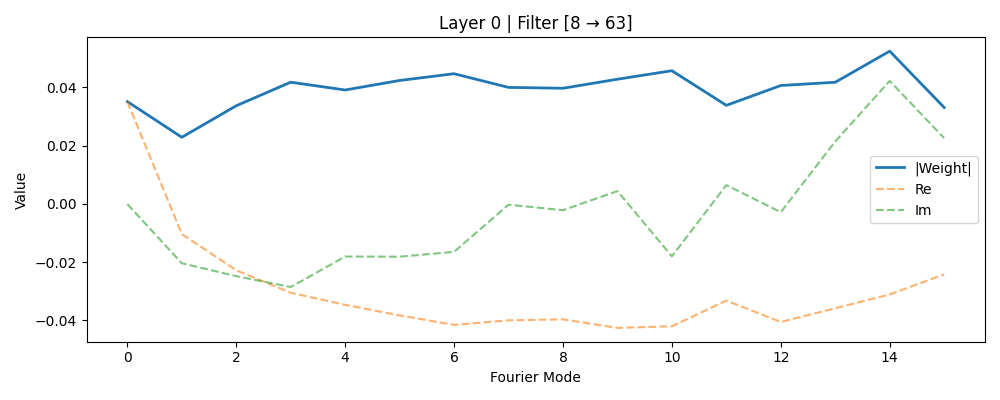 Layer 0 | Filter [8 → 63]
0.04
0.02
0.00
−0.02
−0.04
Value
|Weight|
Re
Im
0 2 4 6 8 10 12 14
Fourier Mode